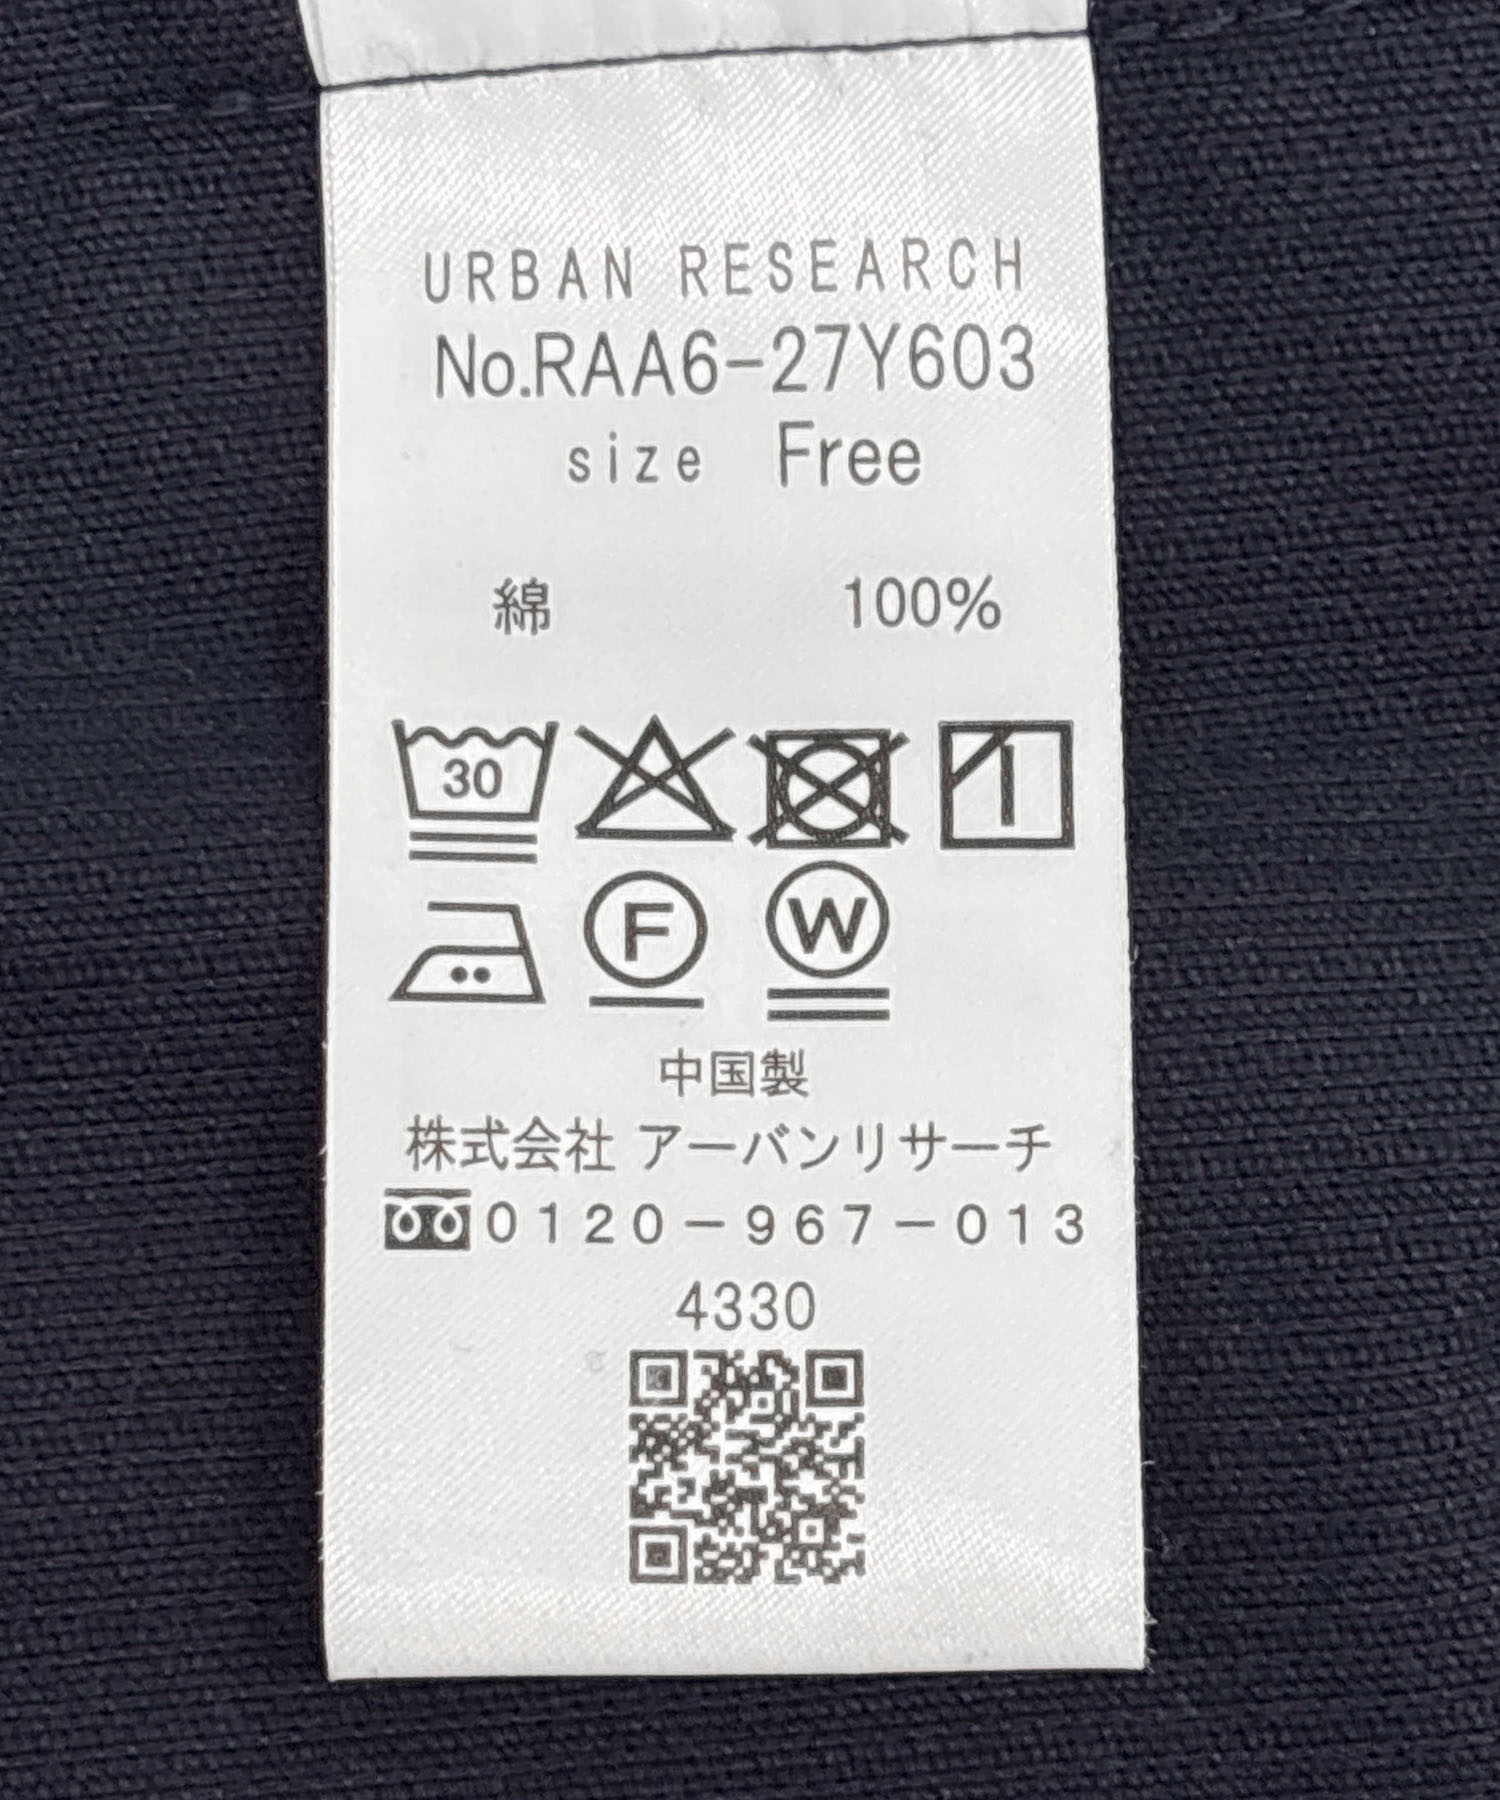 URBAN RESEARCH
No.RAA6-27Y603
size Free
綿 100%
30
F W
中国製
株式会社 アーバンリサーチ
0120-967-013
4330